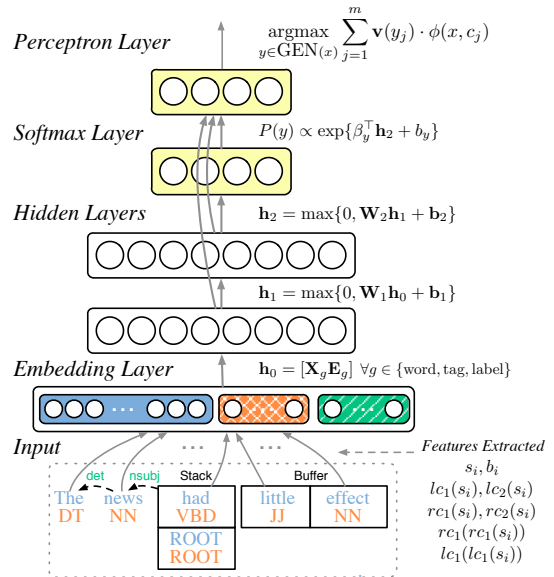 Perceptron Layer
argmax_{y∈GEN(x)} ∑_{j=1}^{m} v(y_j) · φ(x, c_j)
Softmax Layer
P(y) ∝ exp{β_y^⊤ h_2 + b_y}
Hidden Layers
h_2 = max{0, W_2 h_1 + b_2}
h_1 = max{0, W_1 h_0 + b_1}
Embedding Layer
h_0 = [X_g E_g] ∀g ∈ {word, tag, label}
... ... ...
Input
... ...
Features Extracted
det nsubj Stack Buffer
s_i, b_i
The news had little effect
lc_1(s_i), lc_2(s_i)
DT NN VBD JJ NN
rc_1(s_i), rc_2(s_i)
ROOT
rc_1(rc_1(s_i))
ROOT
lc_1(lc_1(s_i))